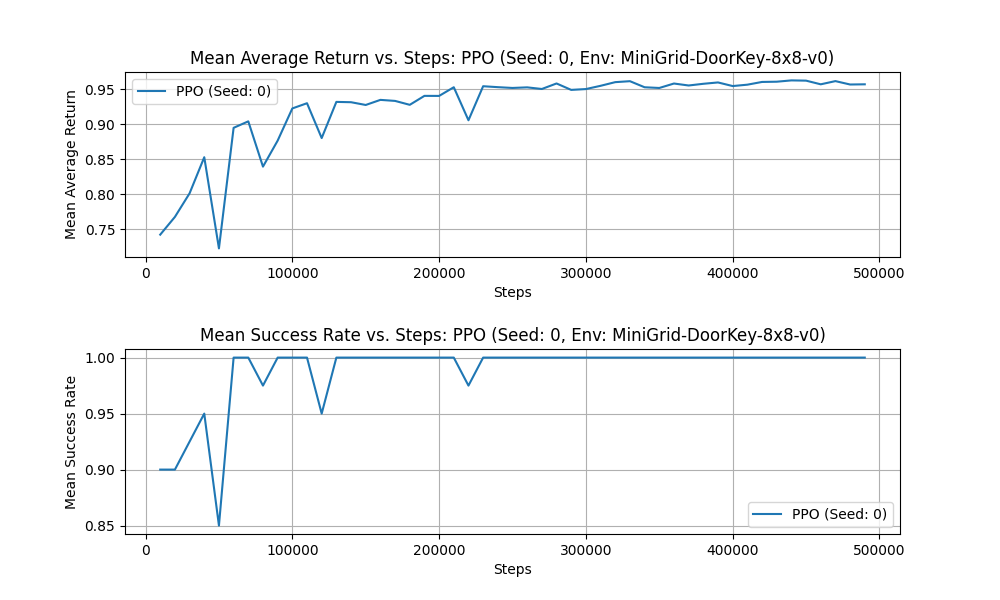 Mean Average Return vs. Steps: PPO (Seed: 0, Env: MiniGrid-DoorKey-8x8-v0)
Mean Average Return
0.95
0.90
0.85
0.80
0.75
PPO (Seed: 0)
0 100000 200000 300000 400000 500000
Steps
Mean Success Rate vs. Steps: PPO (Seed: 0, Env: MiniGrid-DoorKey-8x8-v0)
Mean Success Rate
1.00
0.95
0.90
0.85
PPO (Seed: 0)
0 100000 200000 300000 400000 500000
Steps